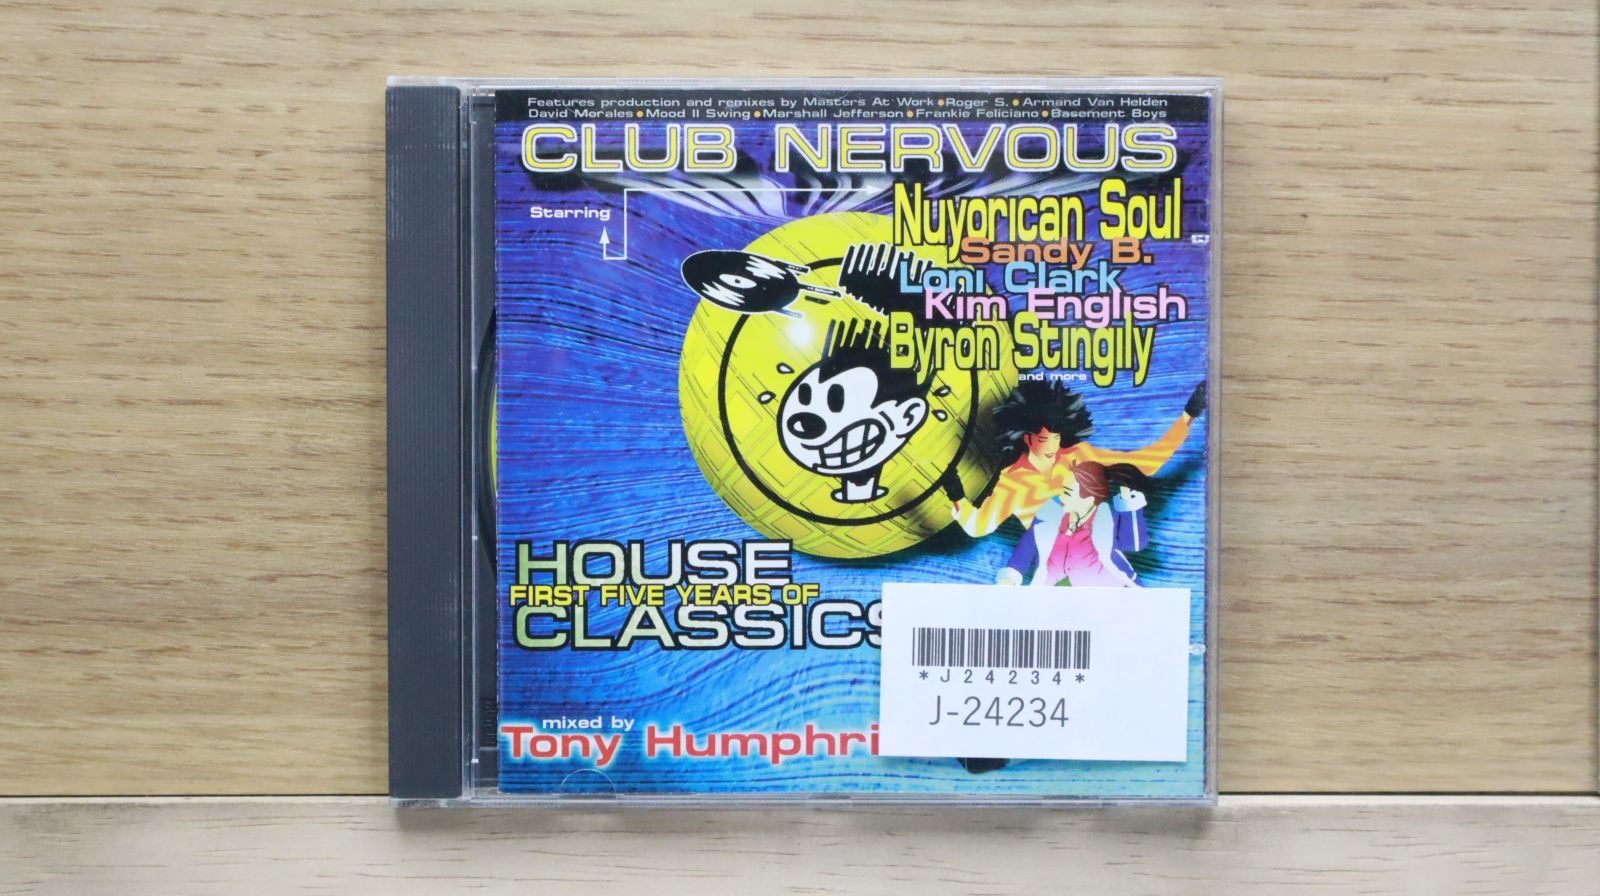 Features production and remixes by Masters At Work • Roger S. • Armand Van Helden
David Morales • Mood II Swing • Marshall Jefferson • Frankie Feliciano • Basement Boys
CLUB NERVOUS
Starring
Nuyorican Soul
Sandy B.
Loni Clark
Kim English
Byron Stingily
and more
HOUSE
FIRST FIVE YEARS OF
CLASSICS
*J24234*
J-24234
mixed by
Tony Humphri